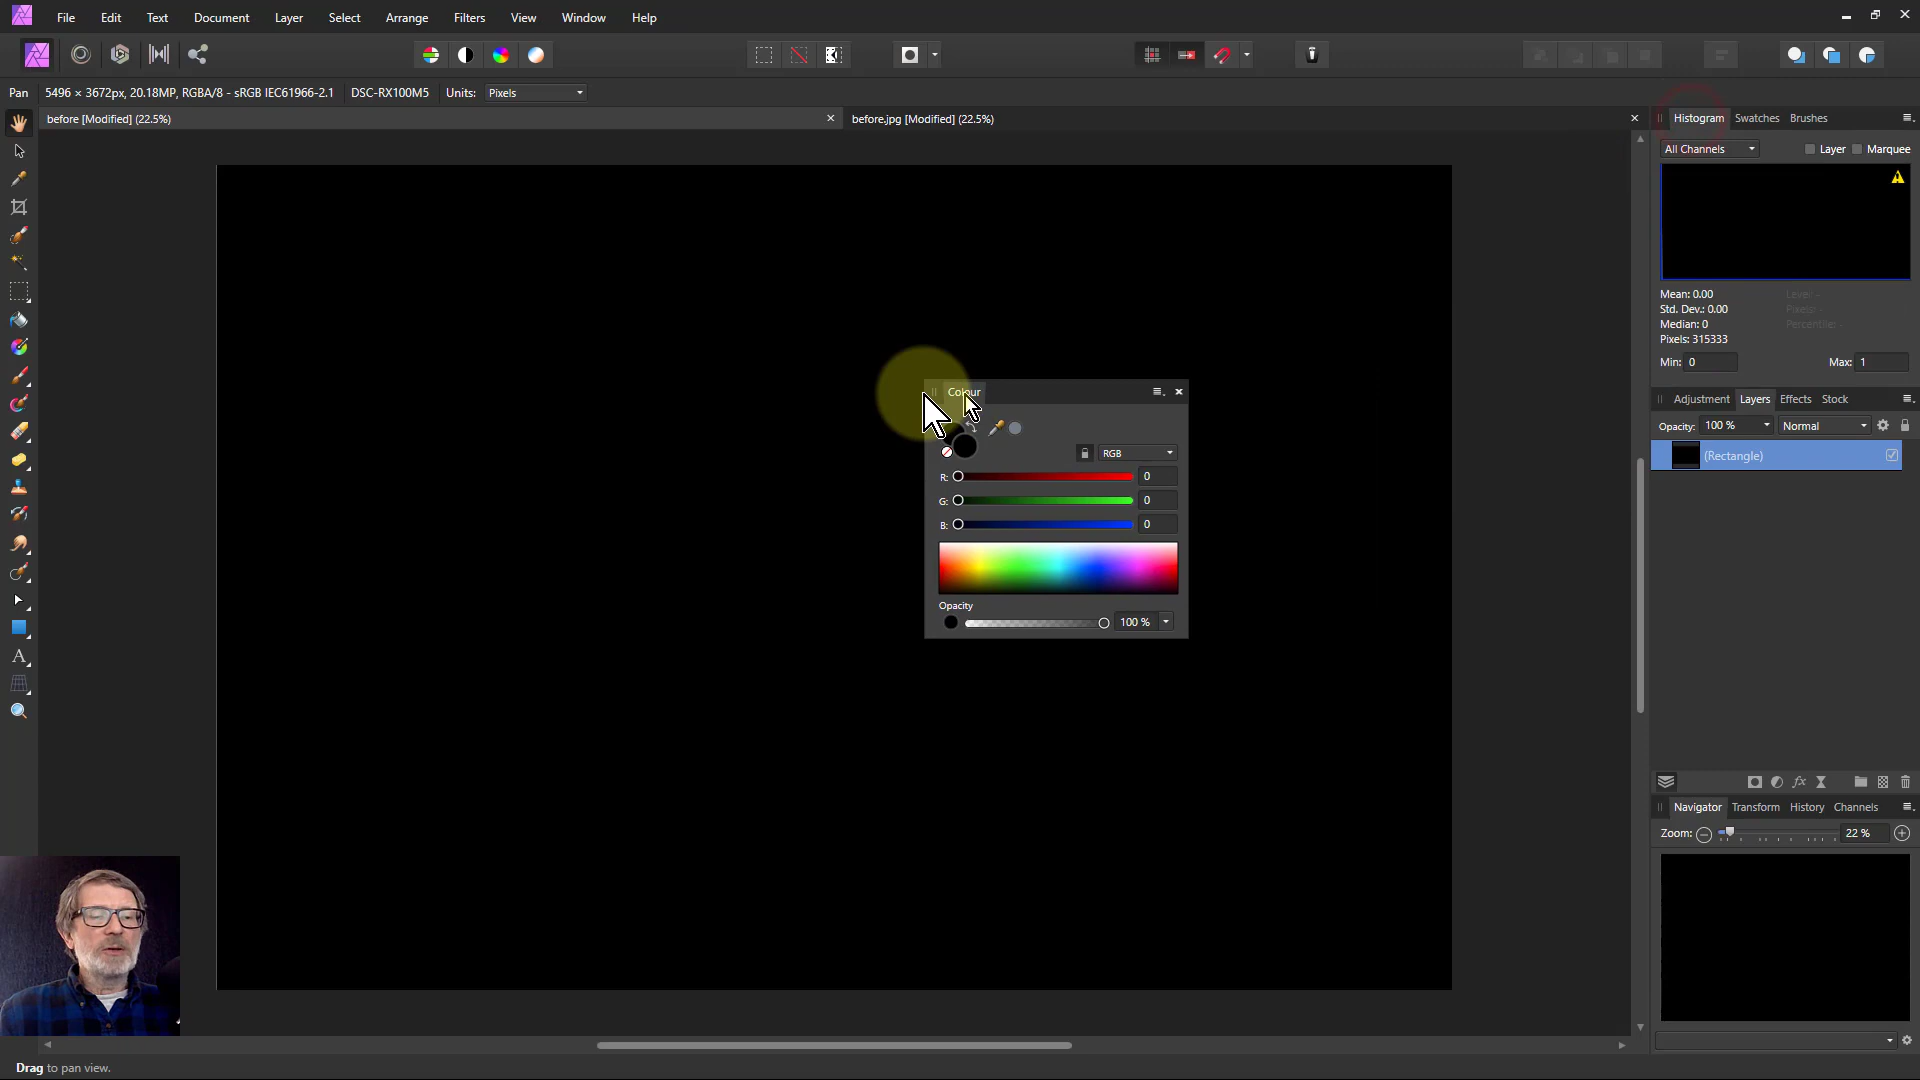 File Edit Text Document Layer Select Arrange Filters View Window Help
Pan 5496 × 3672px, 20.18MP, RGBA/8 - sRGB IEC61966-2.1 DSC-RX100M5 Units: Pixels
before [Modified] (22.5%) before.jpg [Modified] (22.5%)
Histogram Swatches Brushes
All Channels Layer Marquee
Mean: 0.00 Level: -
Std. Dev.: 0.00 Pixels: -
Median: 0 Percentile: -
Pixels: 315333
Min: 0 Max: 1
Colour
RGB
R: 0
G: 0
B: 0
Opacity
100 %
Adjustment Layers Effects Stock
Opacity: 100 % Normal
(Rectangle)
Navigator Transform History Channels
Zoom: 22 %
Drag to pan view.